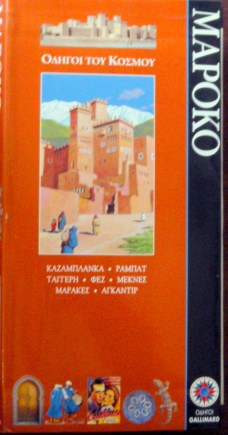 ΟΔΗΓΟΙ ΤΟΥ ΚΟΣΜΟΥ
ΜΑΡΟΚΟ
ΚΑΖΑΜΠΛΑΝΚΑ • ΡΑΜΠΑΤ
ΤΑΓΓΕΡΗ • ΦΕΖ • ΜΕΚΝΕΣ
ΜΑΡΑΚΕΣ • ΑΓΚΑΝΤΙΡ
ΟΔΗΓΟΙ
GALLIMARD